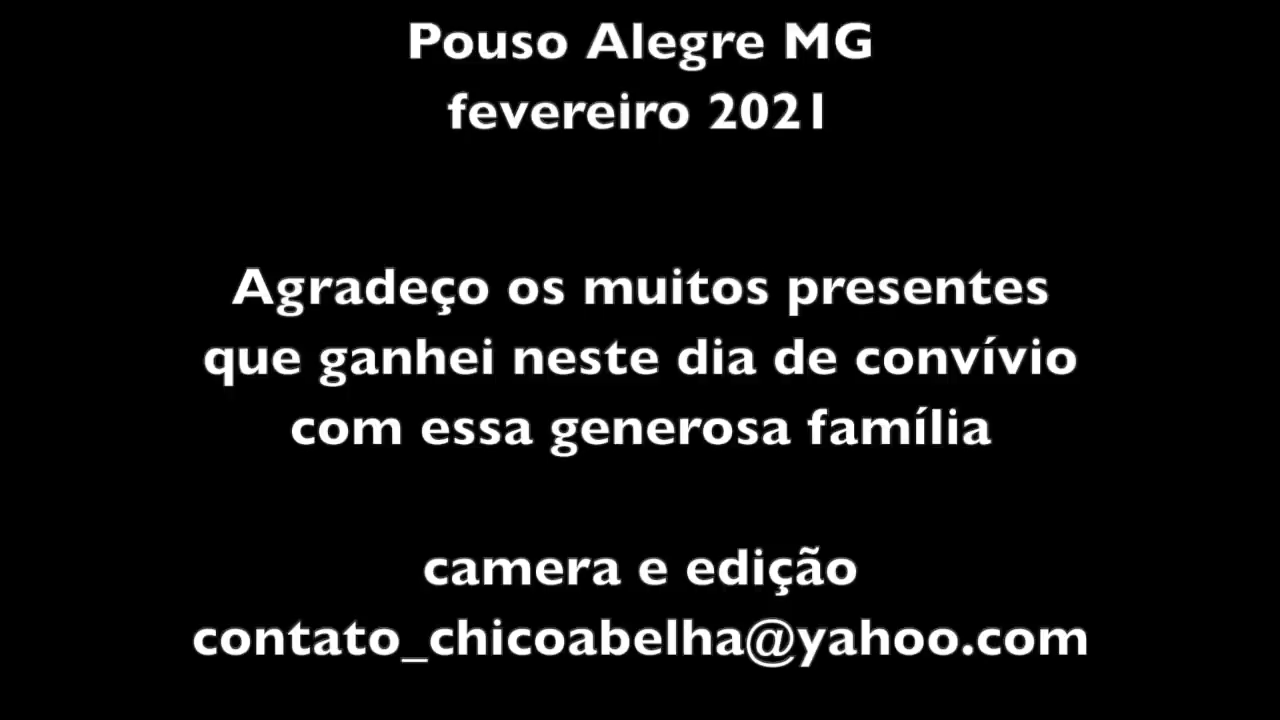 Pouso Alegre MG
fevereiro 2021
Agradeço os muitos presentes
que ganhei neste dia de convívio
com essa generosa família
camera e edição
contato_chicoabelha@yahoo.com